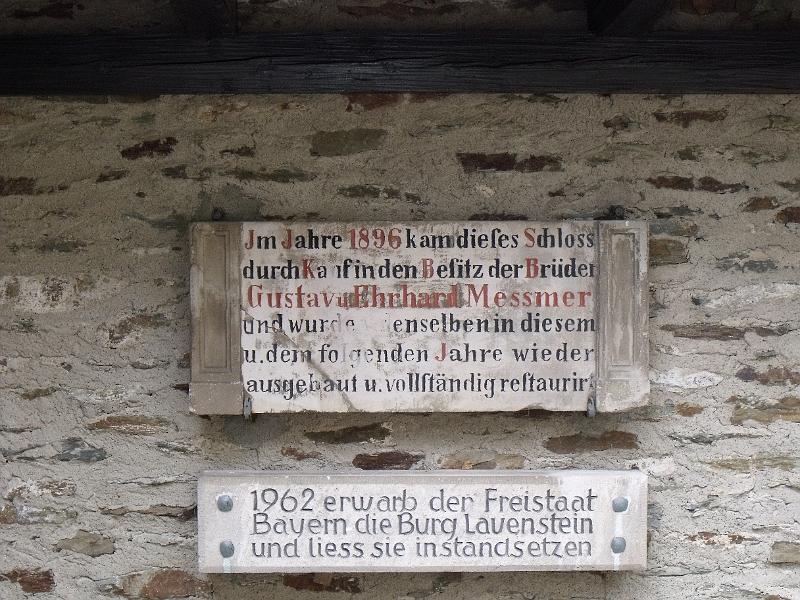 Im Jahre 1896 kam dieſes Schloss
durch Kauf in den Beſitz der Brüder
Gustav u. Ehrhard Messmer
und wurde denselben in diesem
u. dem folgenden Jahre wieder
ausgebaut u. vollſtändig reſtaurirt
1962 erwarb der Freistaat
Bayern die Burg Lauenstein
und liess sie instandsetzen